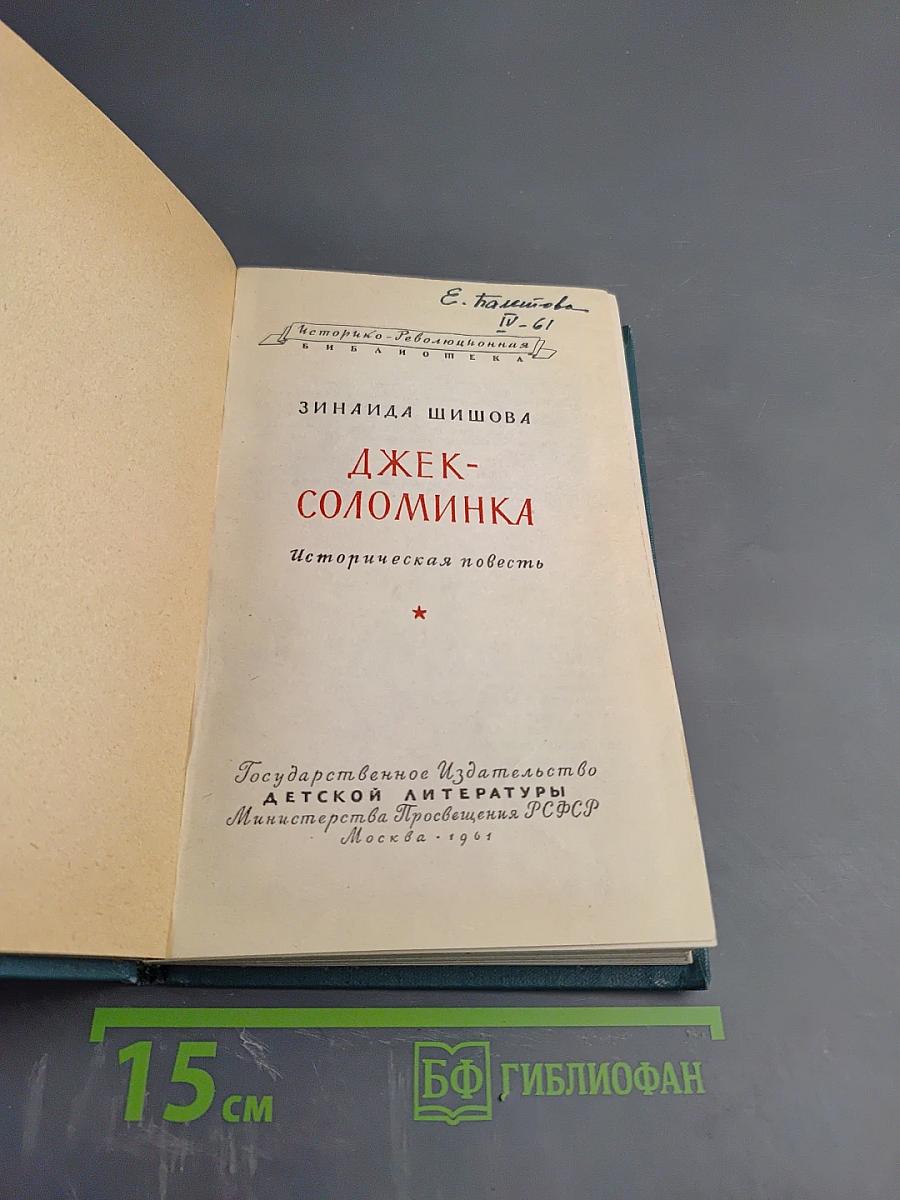 Е. Балетова
IV-61
Историко-Революционная
БИБЛИОТЕКА
ЗИНАИДА ШИШОВА
ДЖЕК-
СОЛОМИНКА
Историческая повесть
Государственное Издательство
ДЕТСКОЙ ЛИТЕРАТУРЫ
Министерства Просвещения РСФСР
Москва · 1961
15 см
БФ ГИБЛИОФАН